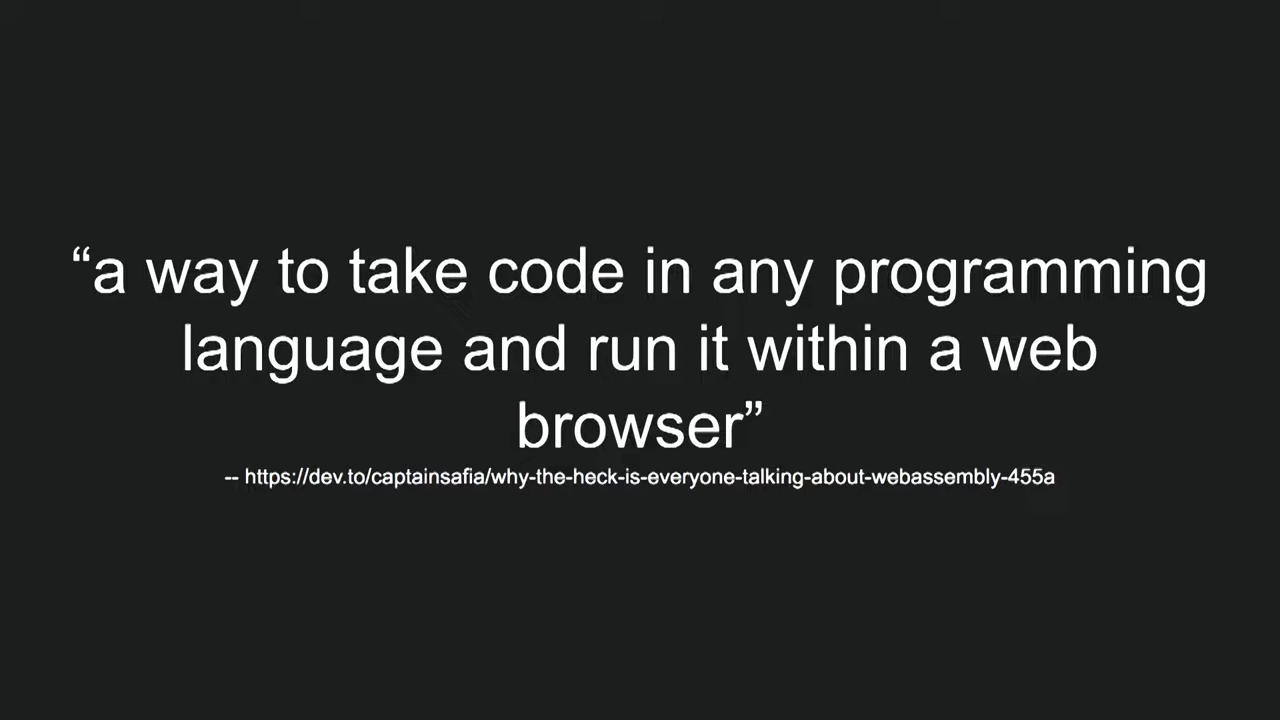 “a way to take code in any programming
language and run it within a web
browser”
-- https://dev.to/captainsafia/why-the-heck-is-everyone-talking-about-webassembly-455a